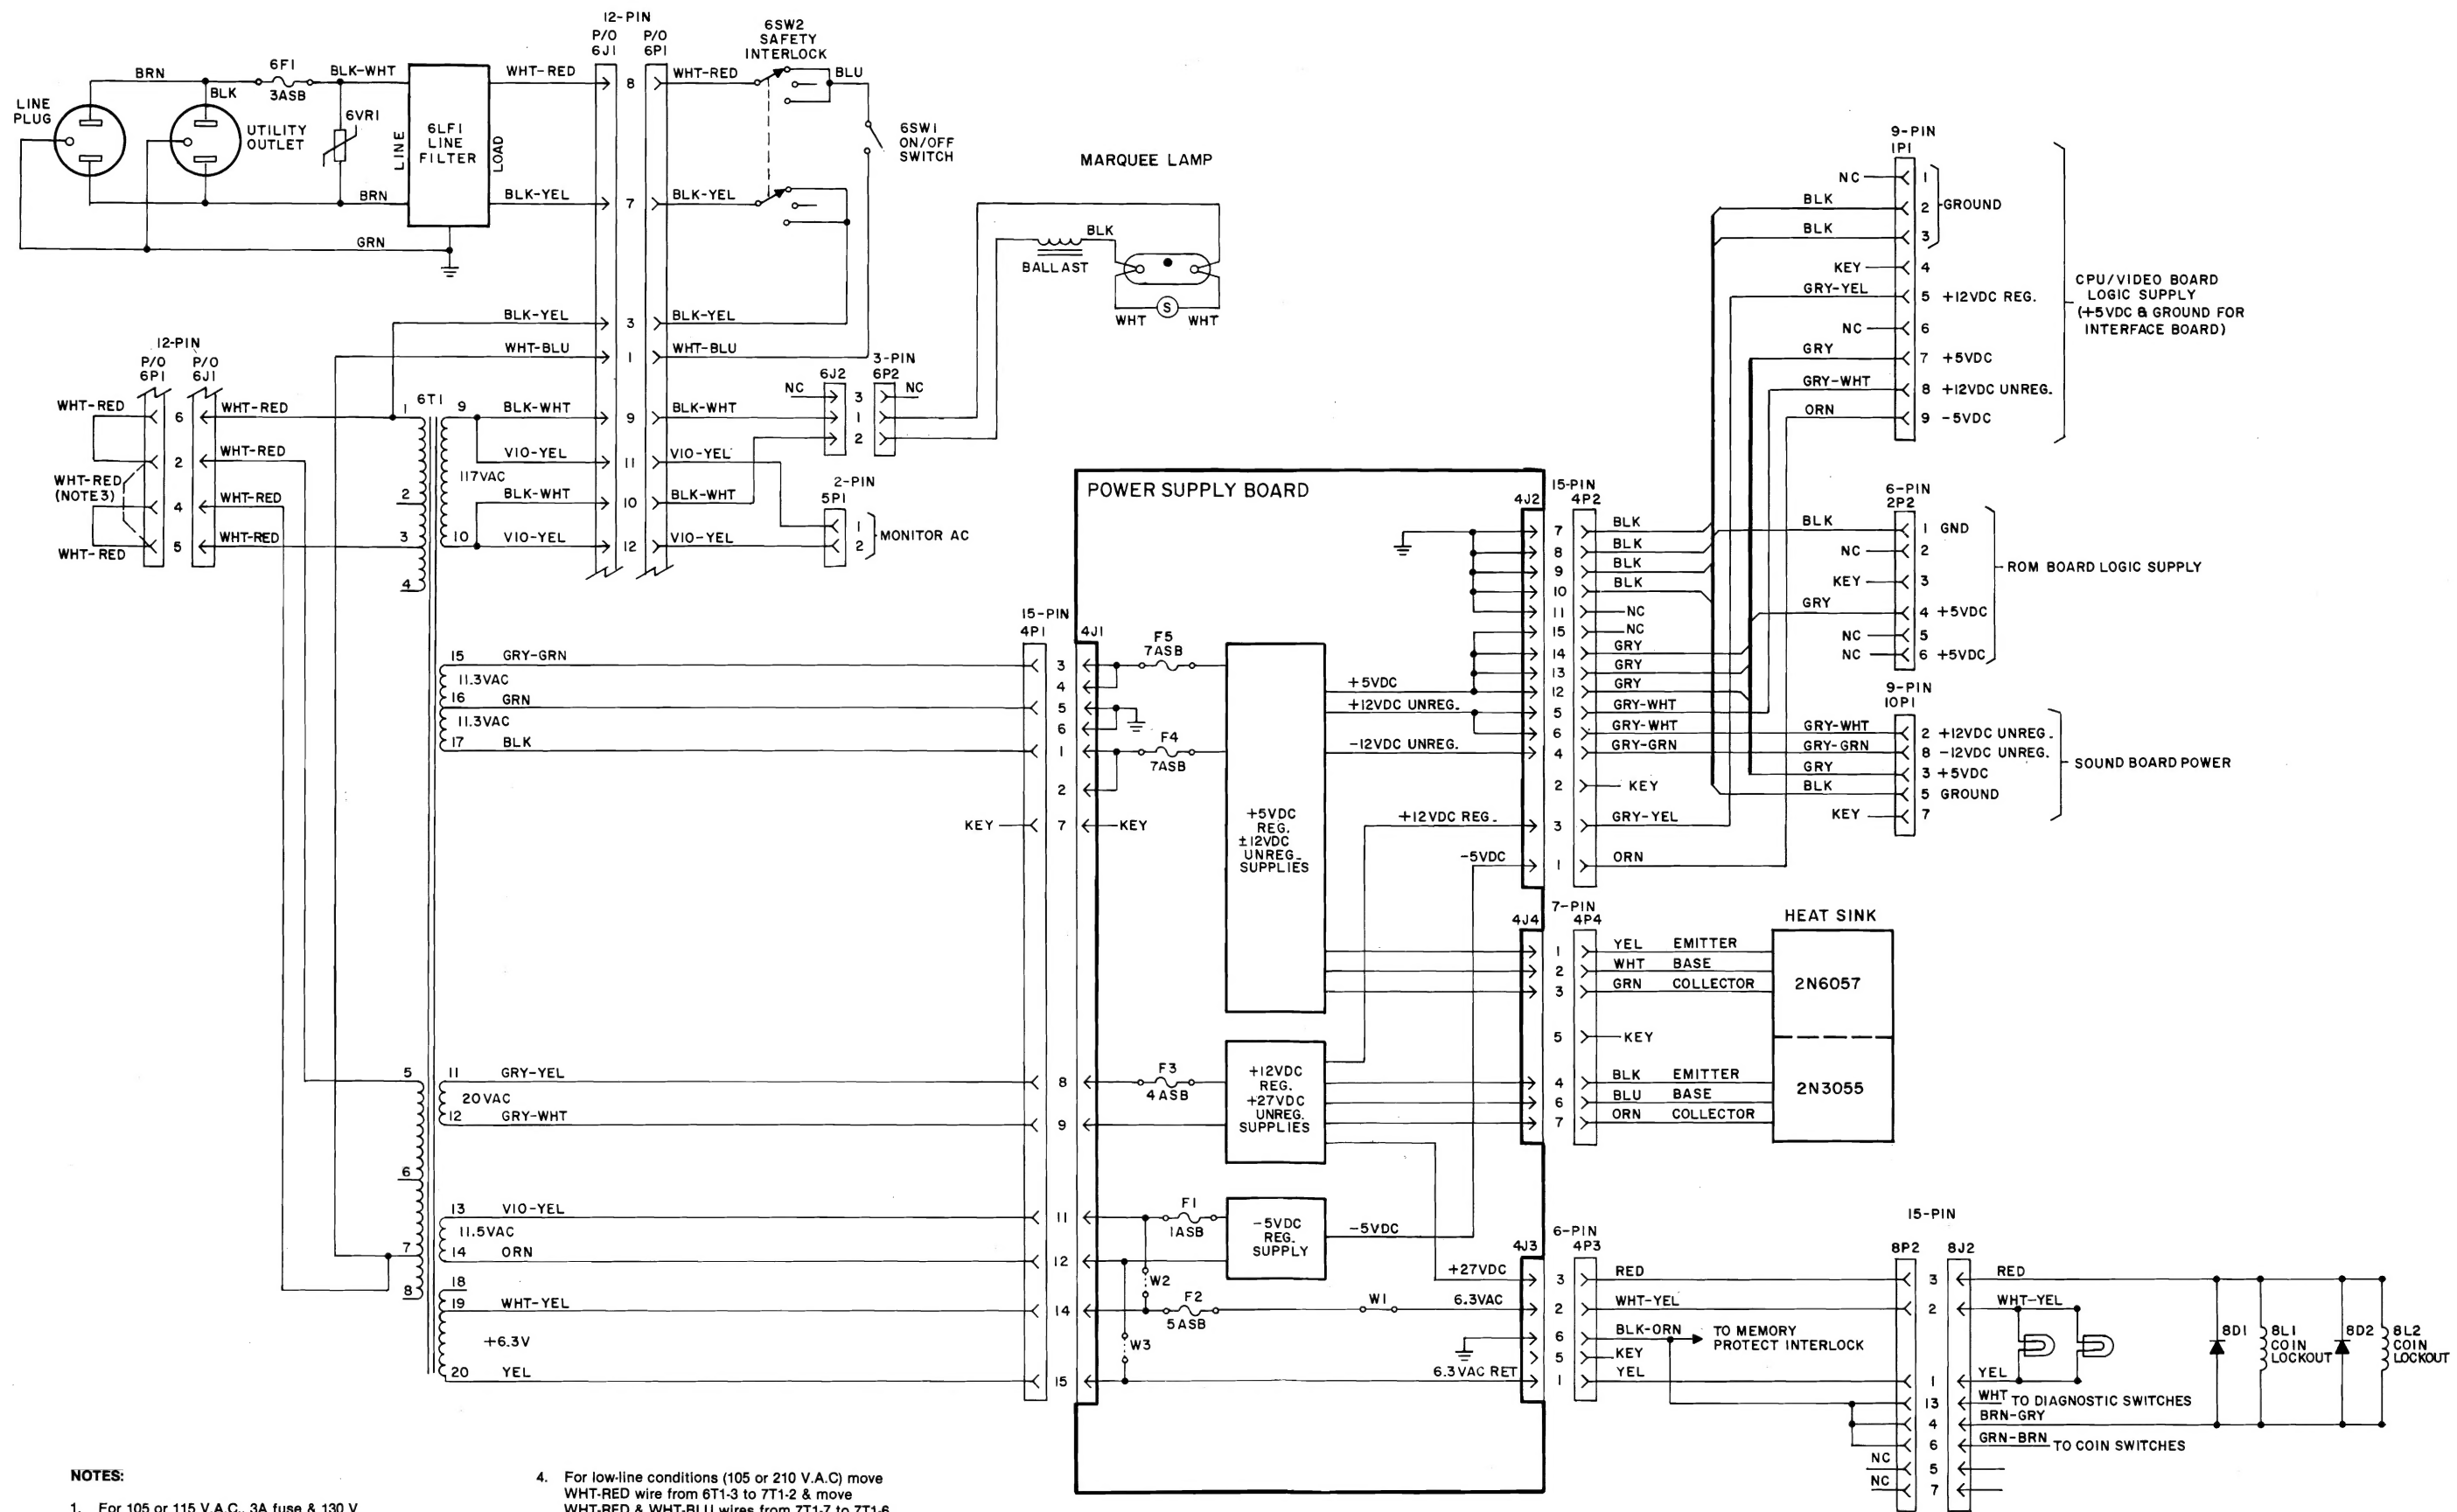 12-PIN
P/O
6J1
P/O
6P1
6SW2
SAFETY
INTERLOCK
BRN
6F1
3ASB
BLK-WHT
WHT-RED
8
WHT-RED
BLU
LINE
PLUG
BLK
UTILITY
OUTLET
6VR1
LINE
6LF1
LINE
FILTER
LOAD
6SW1
ON/OFF
SWITCH
BRN
BLK-YEL
7
BLK-YEL
GRN
MARQUEE LAMP
BLK
BALLAST
S
WHT
WHT
BLK-YEL
3
BLK-YEL
WHT-BLU
1
WHT-BLU
12-PIN
P/O
6P1
P/O
6J1
WHT-RED
6
WHT-RED
2
WHT-RED
WHT-RED
(NOTE 3)
4
WHT-RED
WHT-RED
5
WHT-RED
6T1
1
2
3
4
9
117VAC
10
BLK-WHT
9
BLK-WHT
VIO-YEL
11
VIO-YEL
BLK-WHT
10
BLK-WHT
VIO-YEL
12
VIO-YEL
3-PIN
6J2
6P2
NC
3
NC
1
2
2-PIN
5P1
1
2
MONITOR AC
15
GRY-GRN
11.3VAC
16
GRN
11.3VAC
17
BLK
5
6
7
8
11
GRY-YEL
20VAC
12
GRY-WHT
13
VIO-YEL
11.5VAC
14
ORN
18
19
WHT-YEL
+6.3V
20
YEL
15-PIN
4P1
4J1
3
4
5
6
1
2
KEY
7
KEY
8
9
11
12
14
15
POWER SUPPLY BOARD
F5
7ASB
F4
7ASB
+5VDC
REG.
±12VDC
UNREG.
SUPPLIES
+5VDC
+12VDC UNREG.
-12VDC UNREG.
+12VDC REG.
-5VDC
F3
4ASB
+12VDC
REG.
+27VDC
UNREG.
SUPPLIES
F1
1ASB
-5VDC
REG.
SUPPLY
-5VDC
W2
F2
5ASB
W1
W3
+27VDC
6.3VAC
6.3VAC RET
15-PIN
4J2
4P2
7
BLK
8
BLK
9
BLK
10
BLK
11
NC
15
NC
14
GRY
13
GRY
12
GRY
5
GRY-WHT
6
GRY-WHT
4
GRY-GRN
2
KEY
3
GRY-YEL
1
ORN
7-PIN
4J4
4P4
1
YEL
EMITTER
2
WHT
BASE
3
GRN
COLLECTOR
5
KEY
4
BLK
EMITTER
6
BLU
BASE
7
ORN
COLLECTOR
HEAT SINK
2N6057
2N3055
6-PIN
4J3
4P3
3
RED
2
WHT-YEL
6
BLK-ORN
TO MEMORY
PROTECT INTERLOCK
5
KEY
1
YEL
9-PIN
1P1
NC
1
BLK
2
GROUND
BLK
3
KEY
4
GRY-YEL
5
+12VDC REG.
NC
6
GRY
7
+5VDC
GRY-WHT
8
+12VDC UNREG.
ORN
9
-5VDC
CPU/VIDEO BOARD
LOGIC SUPPLY
(+5VDC & GROUND FOR
INTERFACE BOARD)
6-PIN
2P2
BLK
1
GND
NC
2
KEY
3
GRY
4
+5VDC
NC
5
NC
6
+5VDC
ROM BOARD LOGIC SUPPLY
9-PIN
10P1
GRY-WHT
2
+12VDC UNREG.
GRY-GRN
8
-12VDC UNREG.
GRY
3
+5VDC
BLK
5
GROUND
KEY
7
SOUND BOARD POWER
15-PIN
8P2
8J2
3
RED
2
WHT-YEL
1
YEL
13
WHT
TO DIAGNOSTIC SWITCHES
4
BRN-GRY
6
GRN-BRN
TO COIN SWITCHES
NC
5
NC
7
8D1
8L1
COIN
LOCKOUT
8D2
8L2
COIN
LOCKOUT
NOTES:
1. For 105 or 115 V.A.C., 3A fuse & 130 V
4. For low-line conditions (105 or 210 V.A.C) move
WHT-RED wire from 6T1-3 to 7T1-2 & move
WHT-RED & WHT-BLU wires from 7T1-7 to 7T1-6